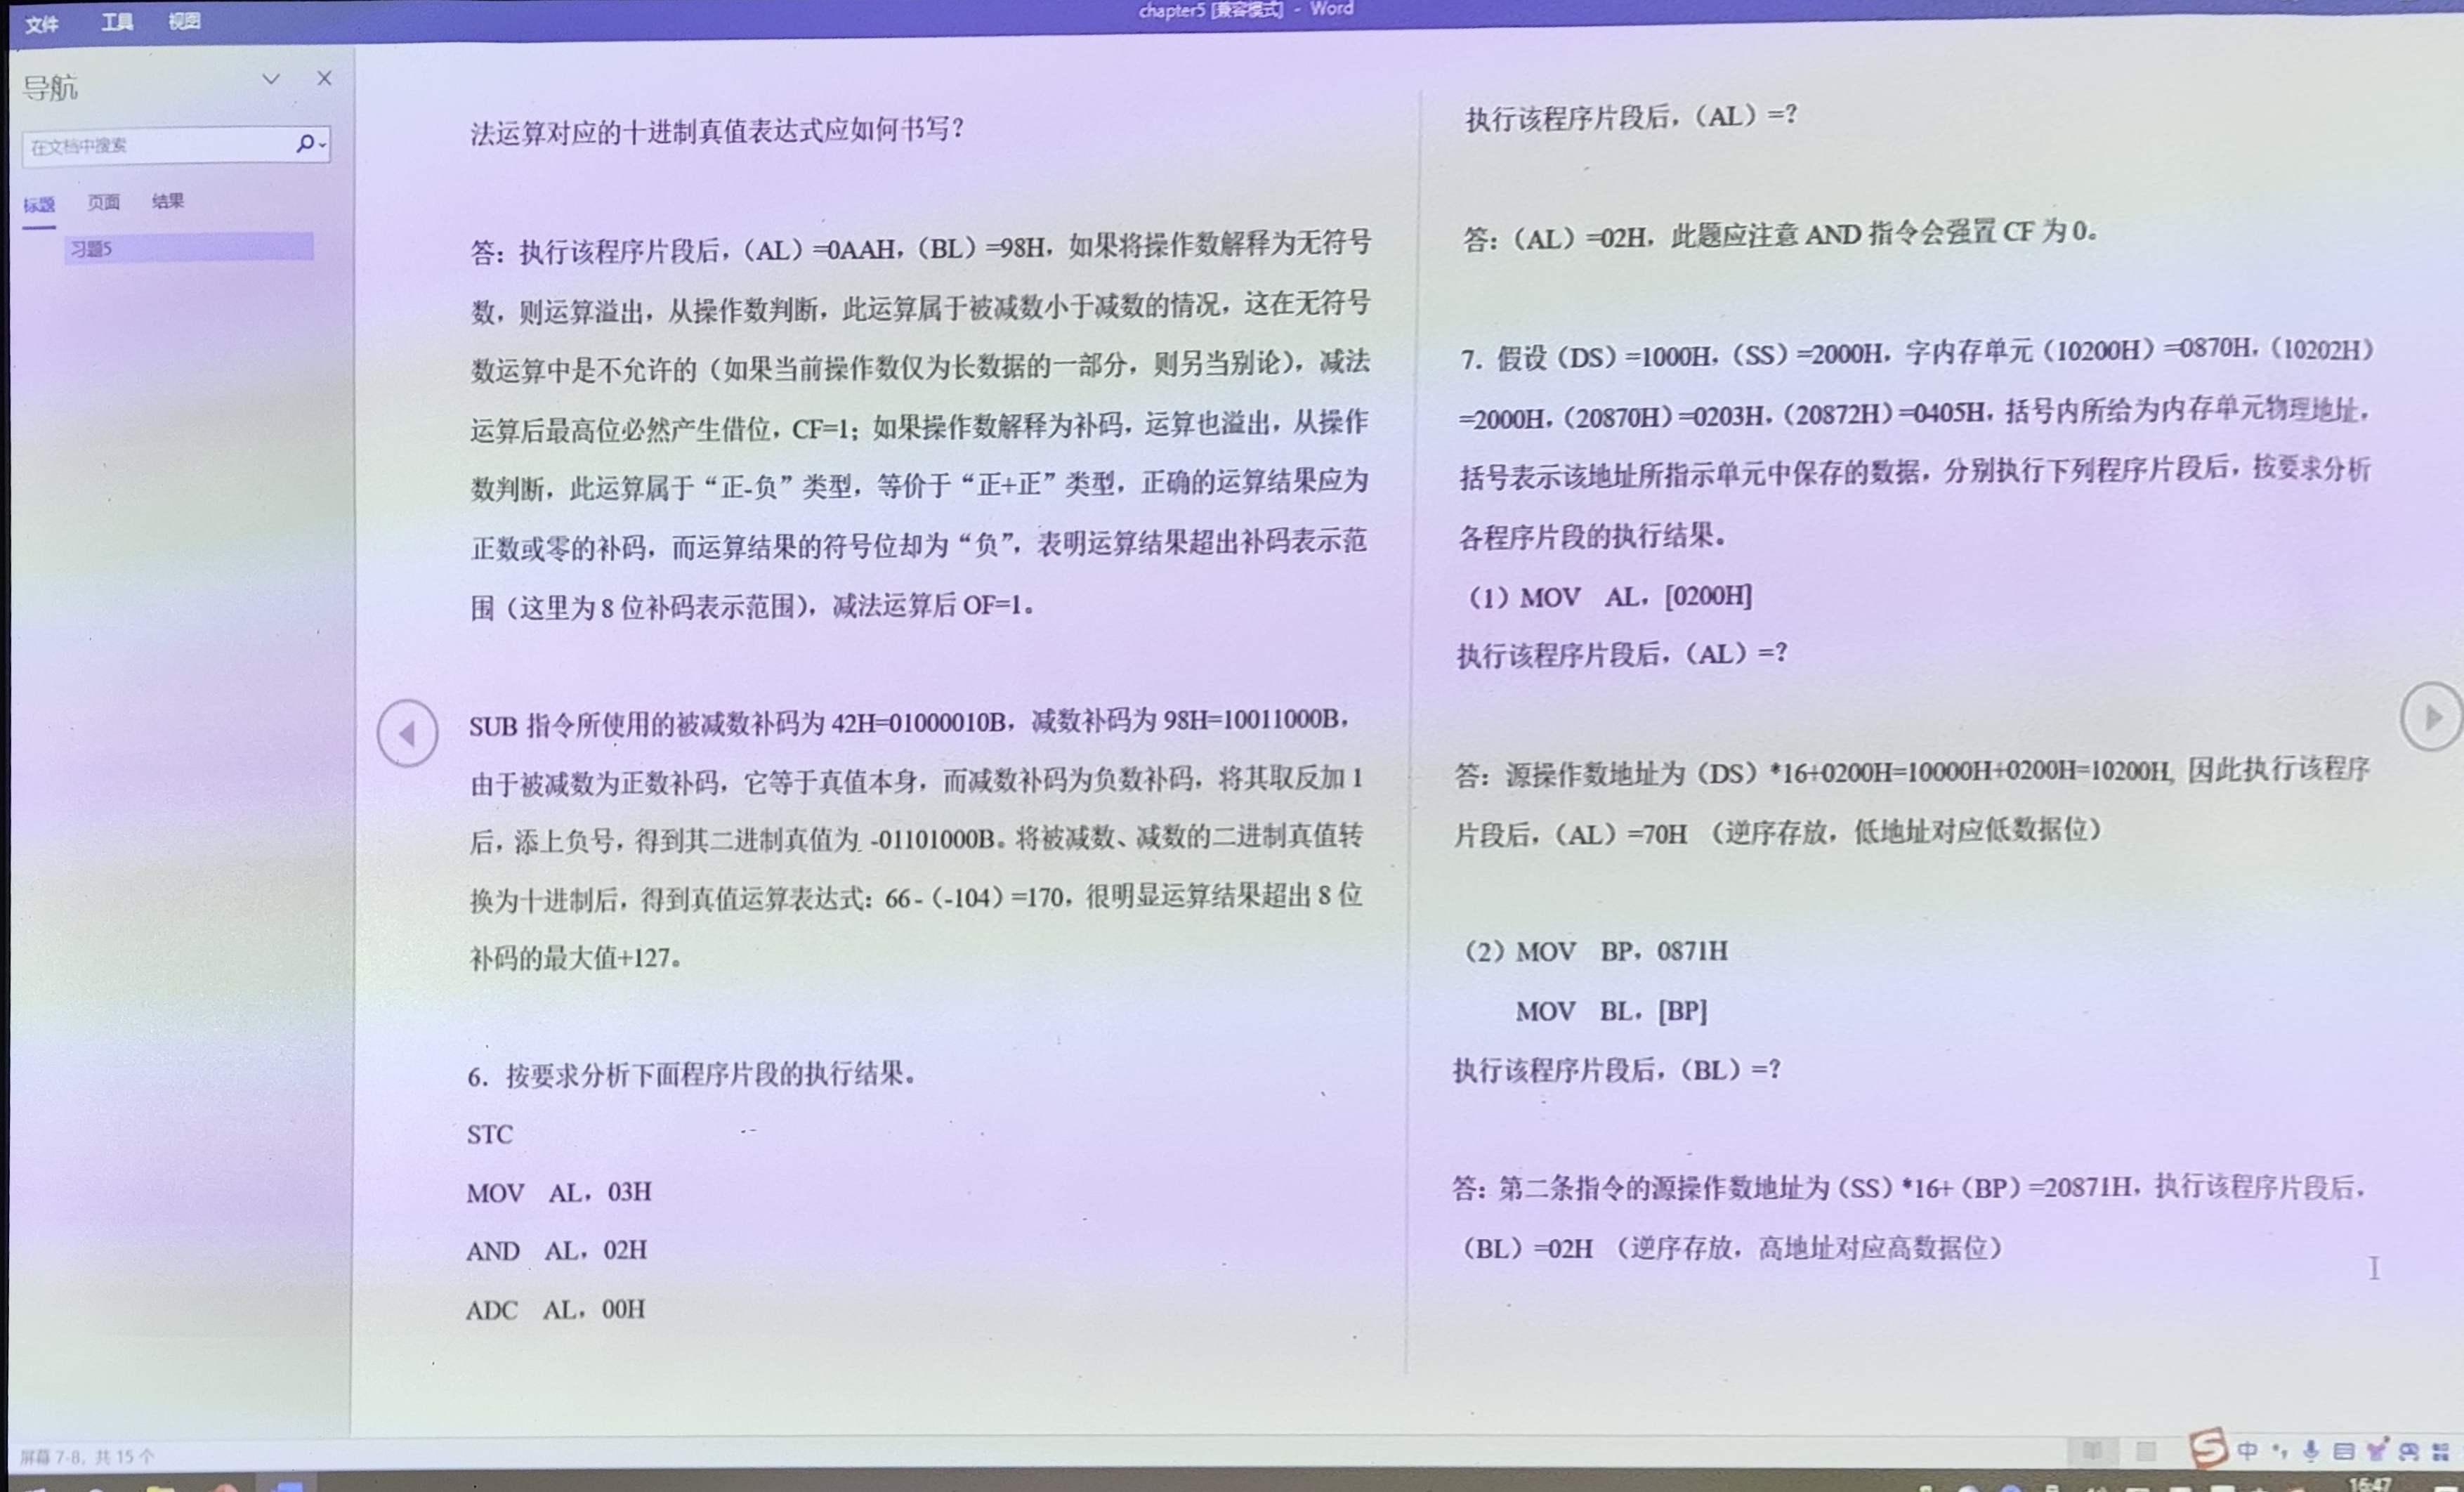 chapter5 [兼容模式] - Word
文件 工具 视图
导航
在文档中搜索
标题 页面 结果
习题5
法运算对应的十进制真值表达式应如何书写？
答：执行该程序片段后，（AL）=0AAH，（BL）=98H，如果将操作数解释为无符号
数，则运算溢出，从操作数判断，此运算属于被减数小于减数的情况，这在无符号
数运算中是不允许的（如果当前操作数仅为长数据的一部分，则另当别论），减法
运算后最高位必然产生借位，CF=1；如果操作数解释为补码，运算也溢出，从操作
数判断，此运算属于“正-负”类型，等价于“正+正”类型，正确的运算结果应为
正数或零的补码，而运算结果的符号位却为“负”，表明运算结果超出补码表示范
围（这里为 8 位补码表示范围），减法运算后 OF=1。
SUB 指令所使用的被减数补码为 42H=01000010B，减数补码为 98H=10011000B，
由于被减数为正数补码，它等于真值本身，而减数补码为负数补码，将其取反加 1
后，添上负号，得到其二进制真值为 -01101000B。将被减数、减数的二进制真值转
换为十进制后，得到真值运算表达式：66-（-104）=170，很明显运算结果超出 8 位
补码的最大值+127。
6. 按要求分析下面程序片段的执行结果。
STC
MOV AL，03H
AND AL，02H
ADC AL，00H
执行该程序片段后，（AL）=？
答：（AL）=02H，此题应注意 AND 指令会强置 CF 为 0。
7. 假设（DS）=1000H，（SS）=2000H，字内存单元（10200H）=0870H，（10202H）
=2000H，（20870H）=0203H，（20872H）=0405H，括号内所给为内存单元物理地址，
括号表示该地址所指示单元中保存的数据，分别执行下列程序片段后，按要求分析
各程序片段的执行结果。
（1）MOV AL，[0200H]
执行该程序片段后，（AL）=？
答：源操作数地址为（DS）*16+0200H=10000H+0200H=10200H, 因此执行该程序
片段后，（AL）=70H （逆序存放，低地址对应低数据位）
（2）MOV BP，0871H
MOV BL，[BP]
执行该程序片段后，（BL）=？
答：第二条指令的源操作数地址为（SS）*16+（BP）=20871H，执行该程序片段后，
（BL）=02H （逆序存放，高地址对应高数据位）
屏幕 7-8，共 15 个
中
16:47